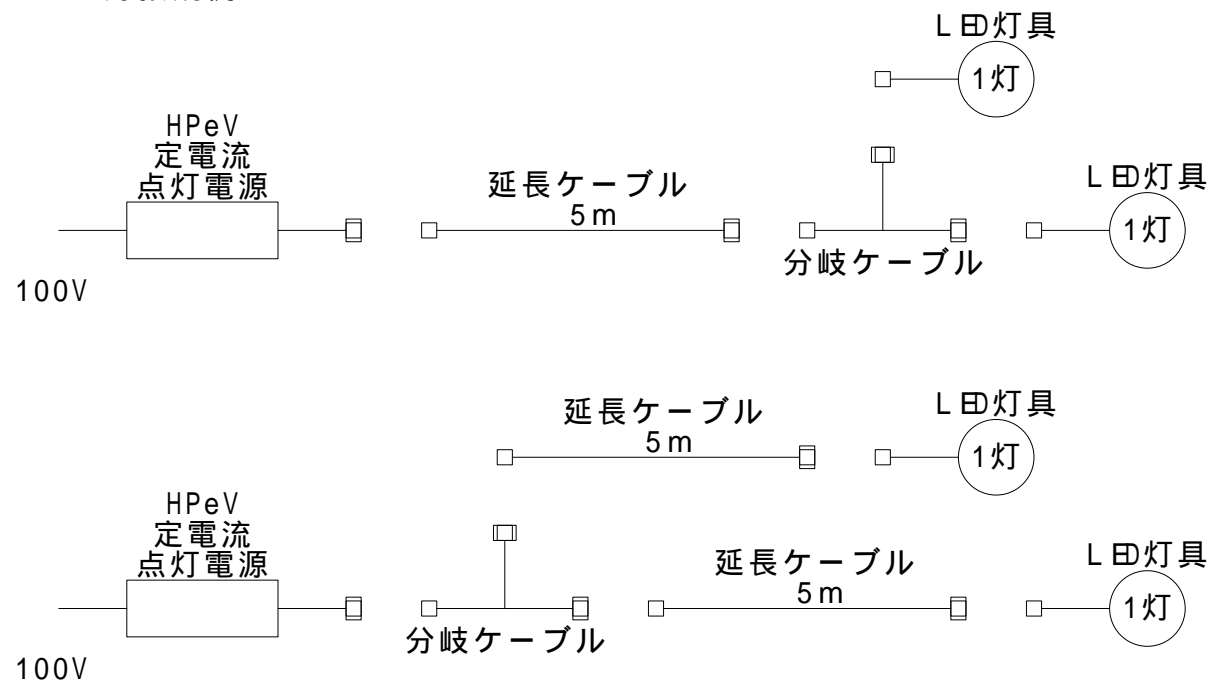 LED灯具
1灯
HPeV
定電流
点灯電源
延長ケーブル
5m
LED灯具
1灯
分岐ケーブル
100V
延長ケーブル
5m
LED灯具
1灯
HPeV
定電流
点灯電源
延長ケーブル
5m
LED灯具
1灯
分岐ケーブル
100V